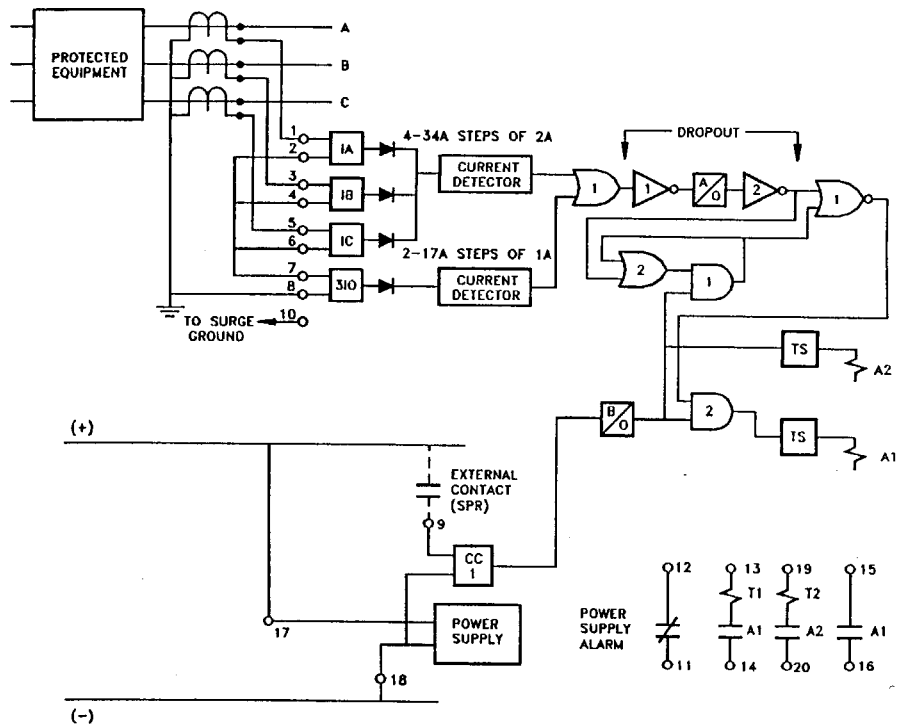 PROTECTED
EQUIPMENT
A
B
C
1
2
3
4
5
6
7
8
10
IA
IB
IC
3IO
TO SURGE
GROUND
4-34A STEPS OF 2A
CURRENT
DETECTOR
2-17A STEPS OF 1A
CURRENT
DETECTOR
DROPOUT
1
1
A/O
2
1
2
1
TS
A2
B/O
2
TS
A1
(+)
EXTERNAL
CONTACT
(SPR)
9
CC
1
17
POWER
SUPPLY
18
(-)
POWER
SUPPLY
ALARM
12
13
19
15
T1
T2
A1
A2
A1
11
14
20
16